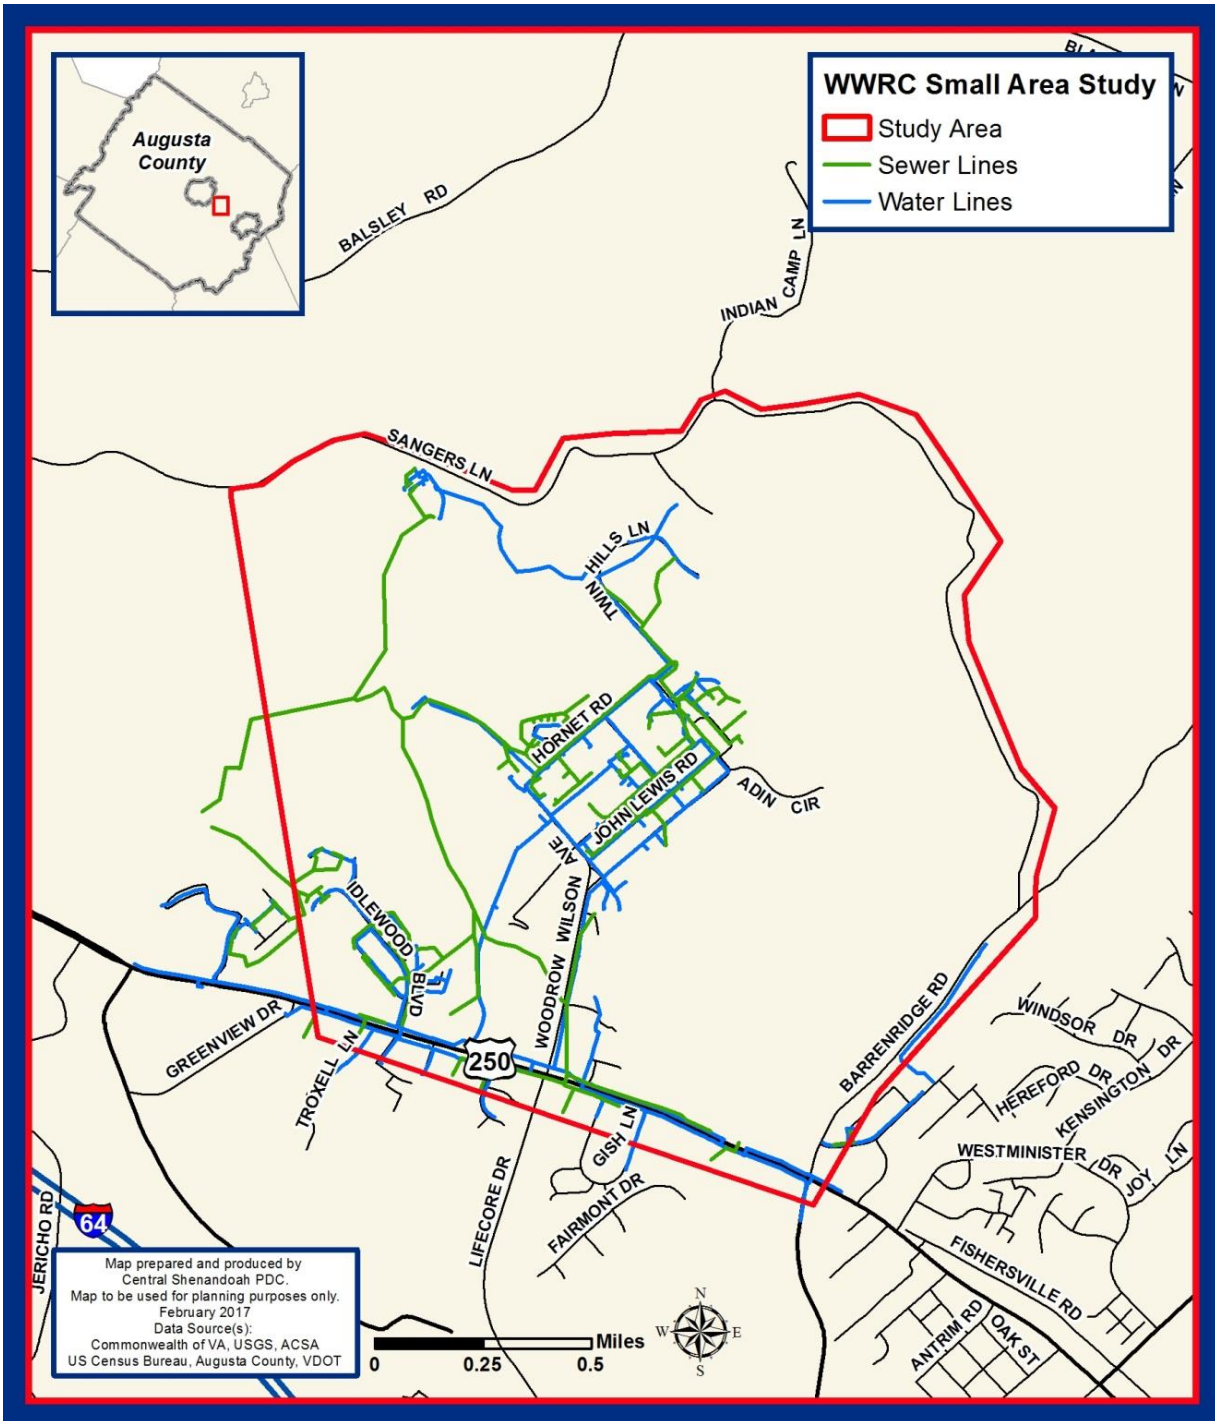 Augusta
County
WWRC Small Area Study
Study Area
Sewer Lines
Water Lines
BALSLEY RD
INDIAN CAMP LN
SANGERS LN
TWIN HILLS LN
HORNET RD
JOHN LEWIS RD
ADIN CIR
IDLEWOOD BLVD
WOODROW WILSON AVE
BARRENRIDGE RD
GREENVIEW DR
TROXELL LN
250
GISH LN
LIFECORE DR
FAIRMONT DR
WINDSOR DR
HEREFORD DR
KENSINGTON DR
WESTMINISTER DR
JOY LN
FISHERSVILLE RD
ANTRIM RD
OAK ST
JERICHO RD
64
Map prepared and produced by
Central Shenandoah PDC.
Map to be used for planning purposes only.
February 2017
Data Source(s):
Commonwealth of VA, USGS, ACSA
US Census Bureau, Augusta County, VDOT
Miles
0 0.25 0.5
N
W E
S